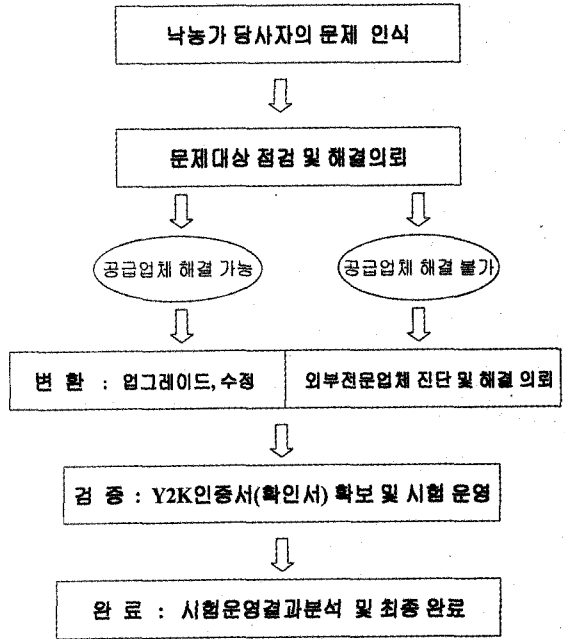 낙농가 당사자의 문제 인식
문제대상 점검 및 해결의뢰
공급업체 해결 가능
공급업체 해결 불가
변 환 : 업그레이드, 수정
외부전문업체 진단 및 해결 의뢰
검 증 : Y2K인증서(확인서) 확보 및 시험 운영
완 료 : 시험운영결과분석 및 최종 완료